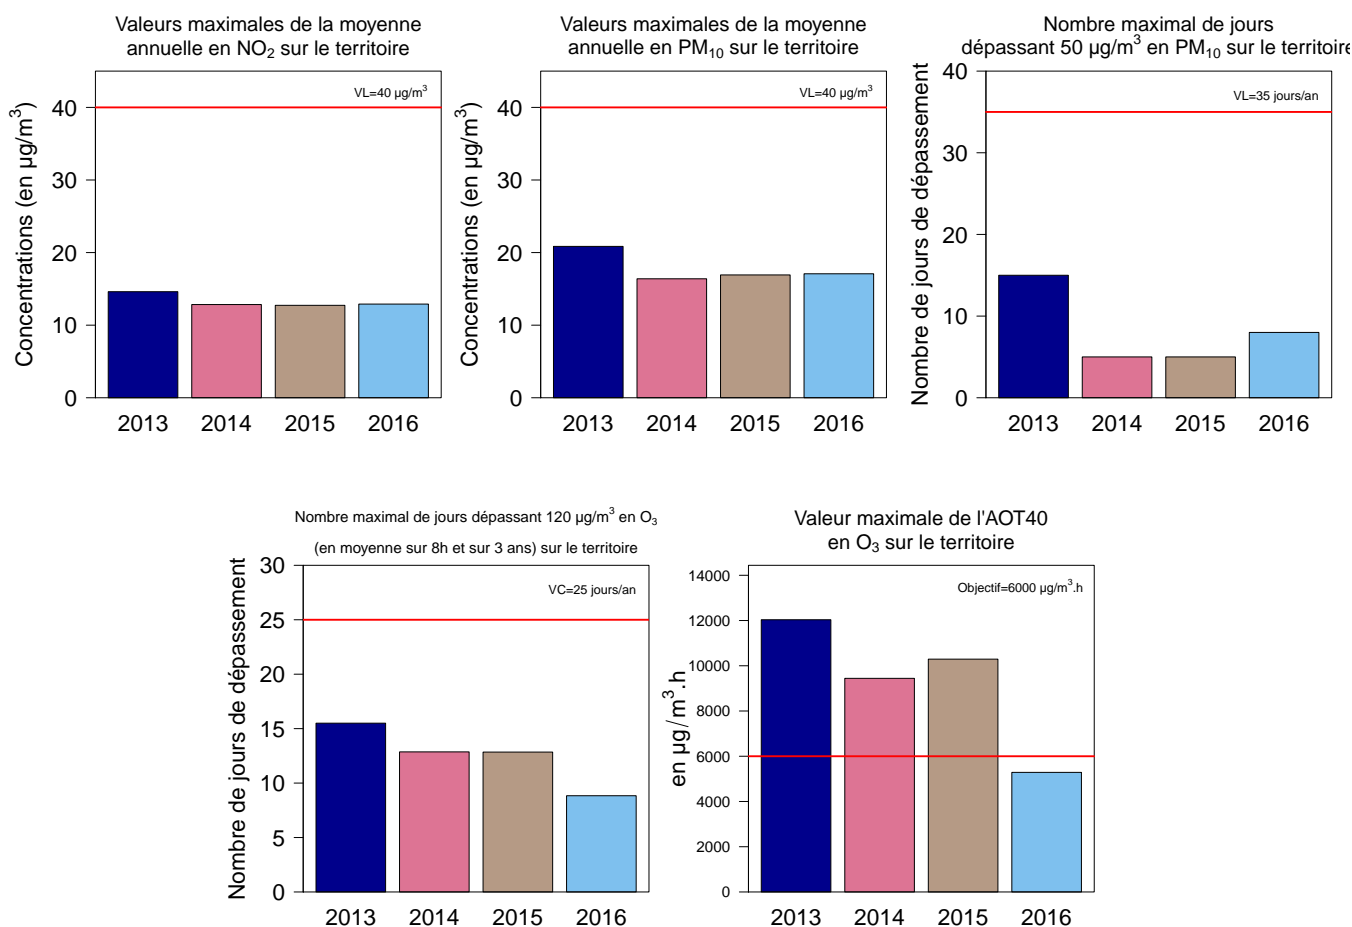 Valeurs maximales de la moyenne
annuelle en NO₂ sur le territoire
Concentrations (en µg/m³)
VL=40 µg/m³
40
30
20
10
0
2013 2014 2015 2016
Valeurs maximales de la moyenne
annuelle en PM₁₀ sur le territoire
Concentrations (en µg/m³)
VL=40 µg/m³
40
30
20
10
0
2013 2014 2015 2016
Nombre maximal de jours
dépassant 50 µg/m³ en PM₁₀ sur le territoire
Nombre de jours de dépassement
VL=35 jours/an
40
30
20
10
0
2013 2014 2015 2016
Nombre maximal de jours dépassant 120 µg/m³ en O₃
(en moyenne sur 8h et sur 3 ans) sur le territoire
Nombre de jours de dépassement
VC=25 jours/an
30
25
20
15
10
5
0
2013 2014 2015 2016
Valeur maximale de l'AOT40
en O₃ sur le territoire
en µg/m³.h
Objectif=6000 µg/m³.h
14000
12000
10000
8000
6000
4000
2000
0
2013 2014 2015 2016